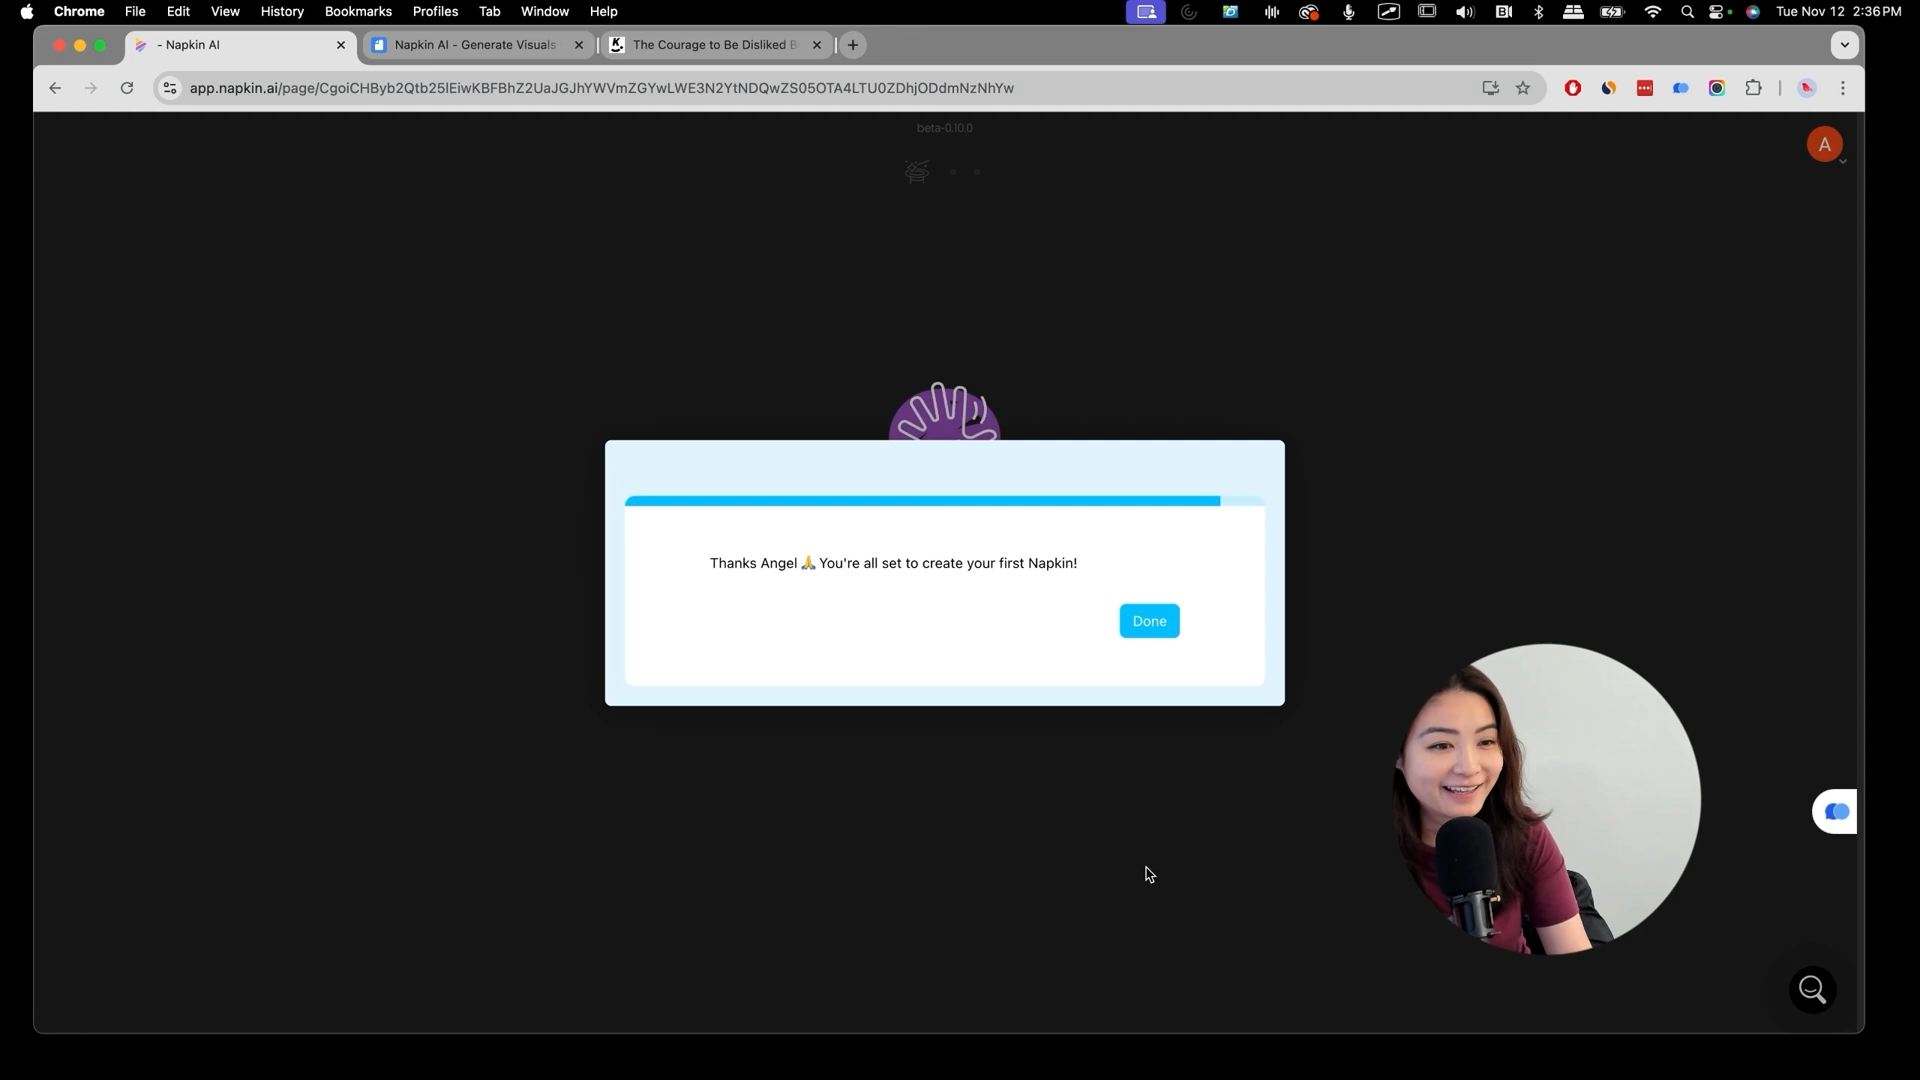 Chrome File Edit View History Bookmarks Profiles Tab Window Help
Tue Nov 12 2:36 PM
- Napkin AI
Napkin AI - Generate Visuals
The Courage to Be Disliked B
app.napkin.ai/page/CgoiCHByb2Qtb25lEiwKBFBhZ2UaJGJhYWVmZGYwLWE3N2YtNDQwZS05OTA4LTU0ZDhjODdmNzNhYw
beta-0.10.0
A
Thanks Angel 🙏 You're all set to create your first Napkin!
Done